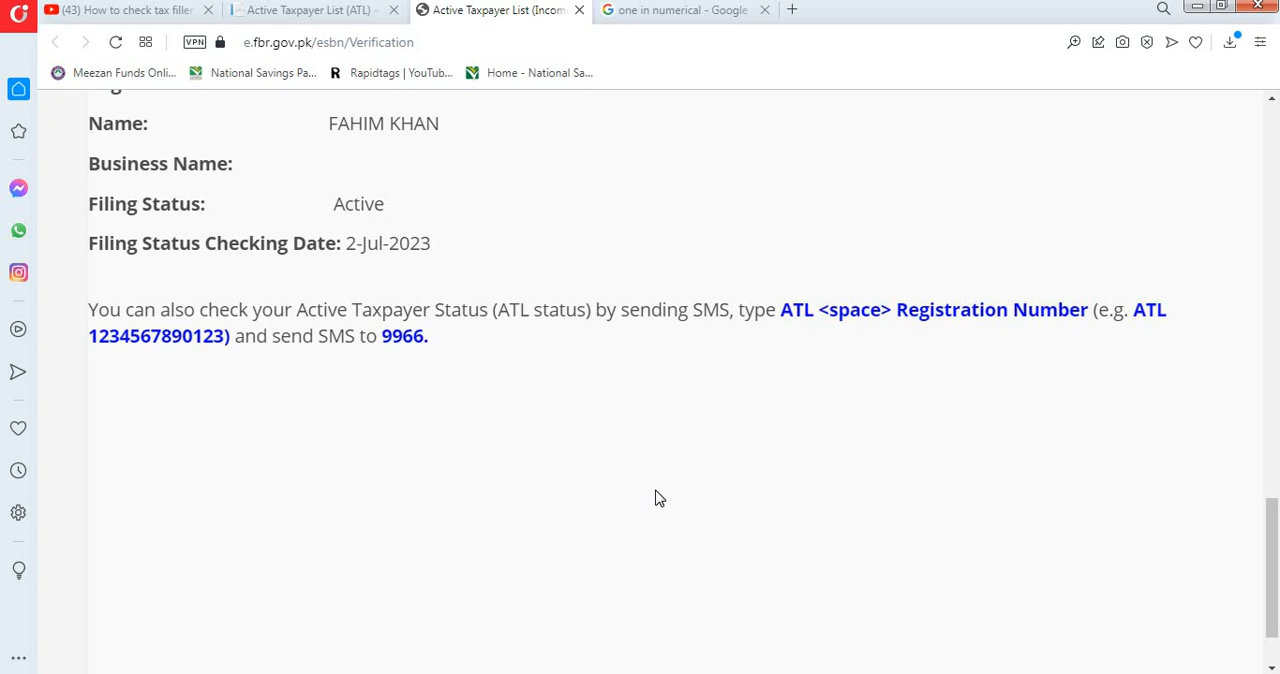 (43) How to check tax filler
Active Taxpayer List (ATL) -
Active Taxpayer List (Incom
one in numerical - Google
VPN
e.fbr.gov.pk/esbn/Verification
Meezan Funds Onli...
National Savings Pa...
Rapidtags | YouTub...
Home - National Sa...
Name: FAHIM KHAN
Business Name:
Filing Status: Active
Filing Status Checking Date: 2-Jul-2023
You can also check your Active Taxpayer Status (ATL status) by sending SMS, type ATL <space> Registration Number (e.g. ATL
1234567890123) and send SMS to 9966.